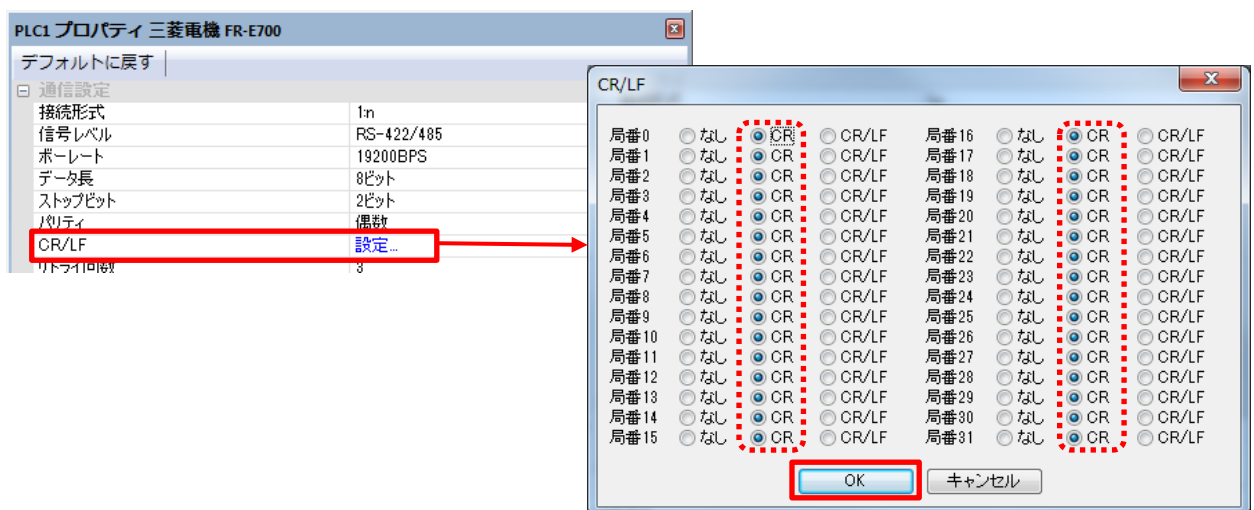 PLC1 プロパティ 三菱電機 FR-E700
デフォルトに戻す
通信設定
接続形式 1:n
信号レベル RS-422/485
ボーレート 19200BPS
データ長 8ビット
ストップビット 2ビット
パリティ 偶数
CR/LF 設定...
リトライ回数 3
CR/LF
局番0 なし CR CR/LF 局番16 なし CR CR/LF
局番1 なし CR CR/LF 局番17 なし CR CR/LF
局番2 なし CR CR/LF 局番18 なし CR CR/LF
局番3 なし CR CR/LF 局番19 なし CR CR/LF
局番4 なし CR CR/LF 局番20 なし CR CR/LF
局番5 なし CR CR/LF 局番21 なし CR CR/LF
局番6 なし CR CR/LF 局番22 なし CR CR/LF
局番7 なし CR CR/LF 局番23 なし CR CR/LF
局番8 なし CR CR/LF 局番24 なし CR CR/LF
局番9 なし CR CR/LF 局番25 なし CR CR/LF
局番10 なし CR CR/LF 局番26 なし CR CR/LF
局番11 なし CR CR/LF 局番27 なし CR CR/LF
局番12 なし CR CR/LF 局番28 なし CR CR/LF
局番13 なし CR CR/LF 局番29 なし CR CR/LF
局番14 なし CR CR/LF 局番30 なし CR CR/LF
局番15 なし CR CR/LF 局番31 なし CR CR/LF
OK キャンセル